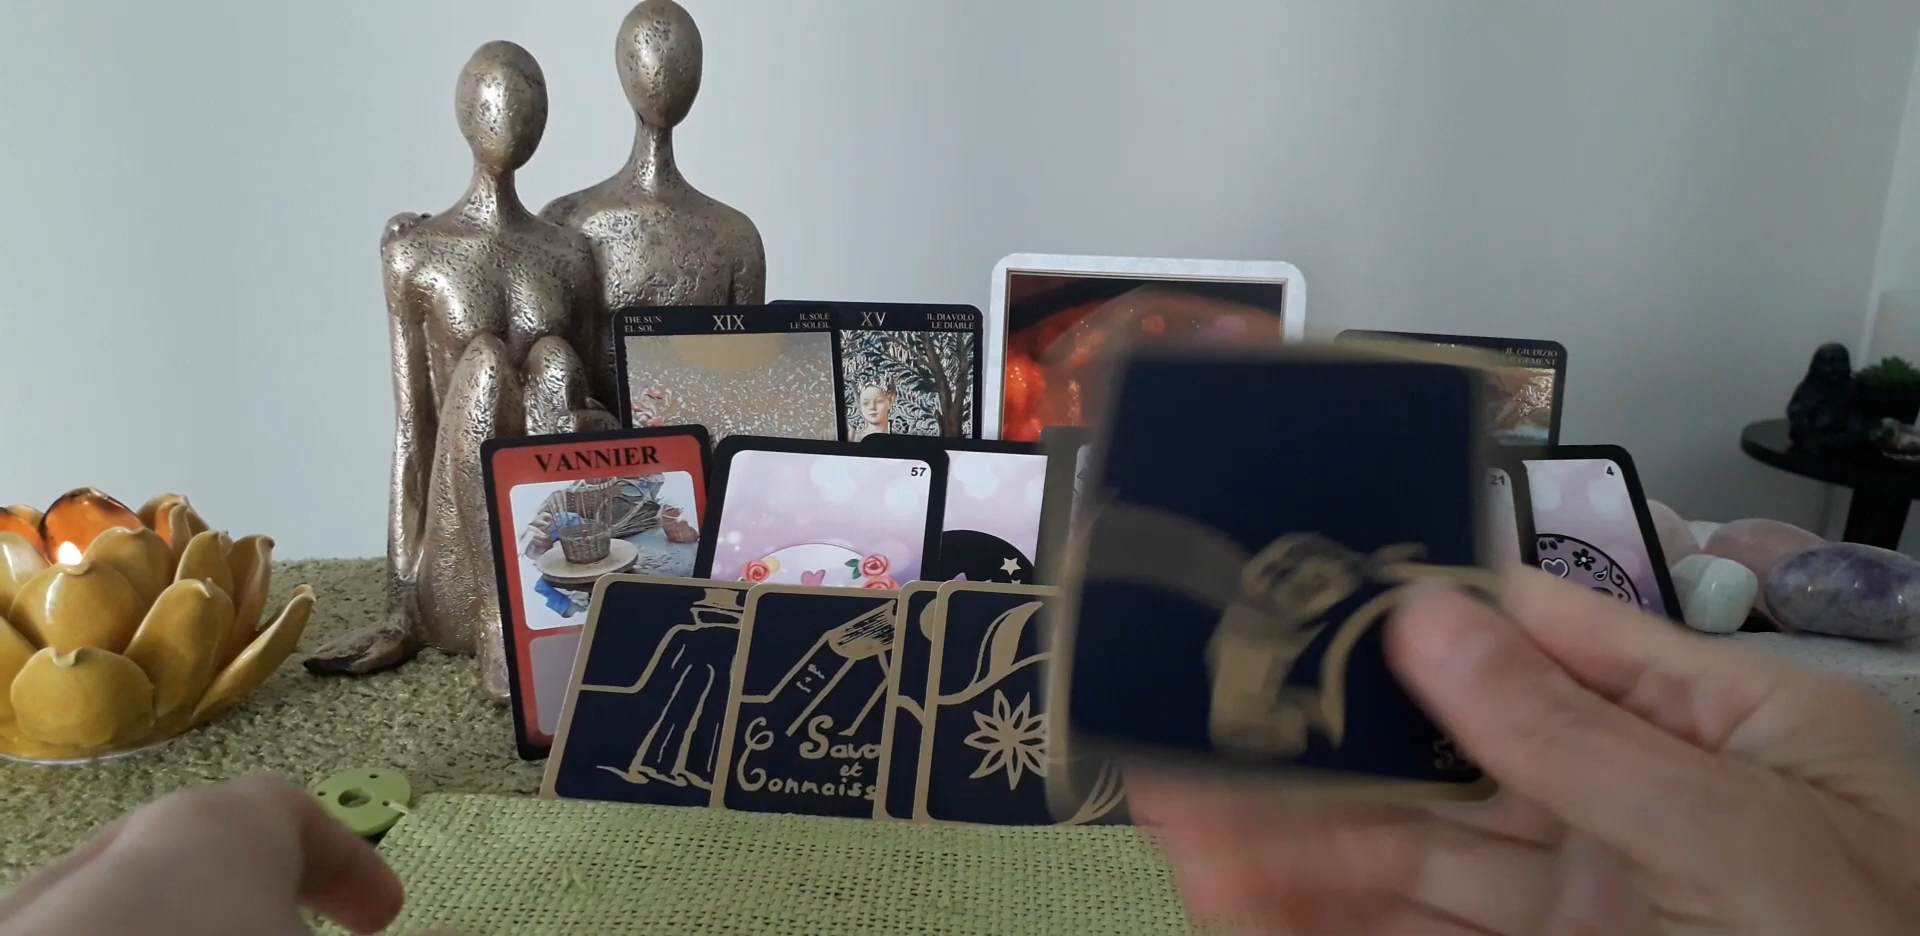 THE SUN
EL SOL
XIX
IL SOLE
LE SOLEIL
XV
IL DIAVOLO
LE DIABLE
IL GIUDIZIO
VANNIER
57
21
4
Savo
et
Connaiss